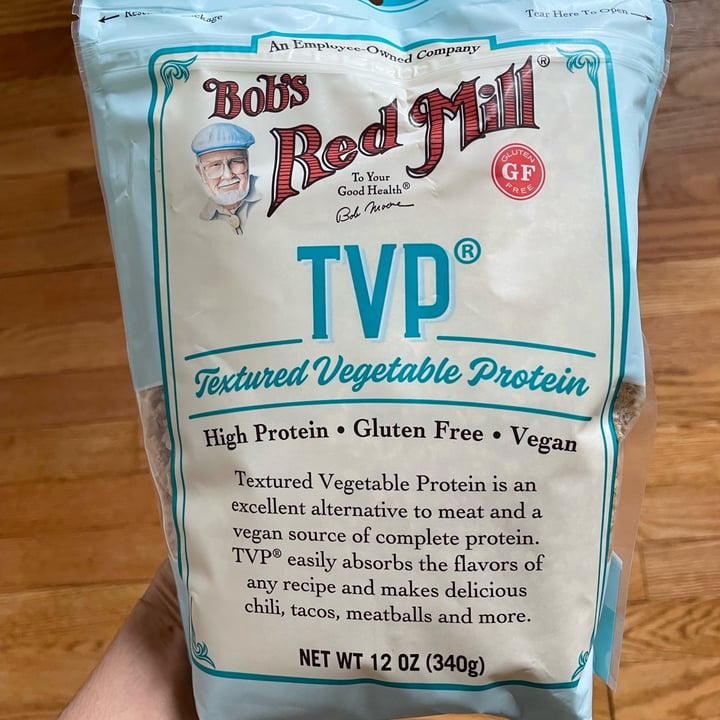 Tear Here To Open
An Employee-Owned Company
Bob's
Red Mill®
To Your
Good Health®
Bob Moore
GLUTEN
GF
FREE
TVP®
Textured Vegetable Protein
High Protein • Gluten Free • Vegan
Textured Vegetable Protein is an
excellent alternative to meat and a
vegan source of complete protein.
TVP® easily absorbs the flavors of
any recipe and makes delicious
chili, tacos, meatballs and more.
NET WT 12 OZ (340g)